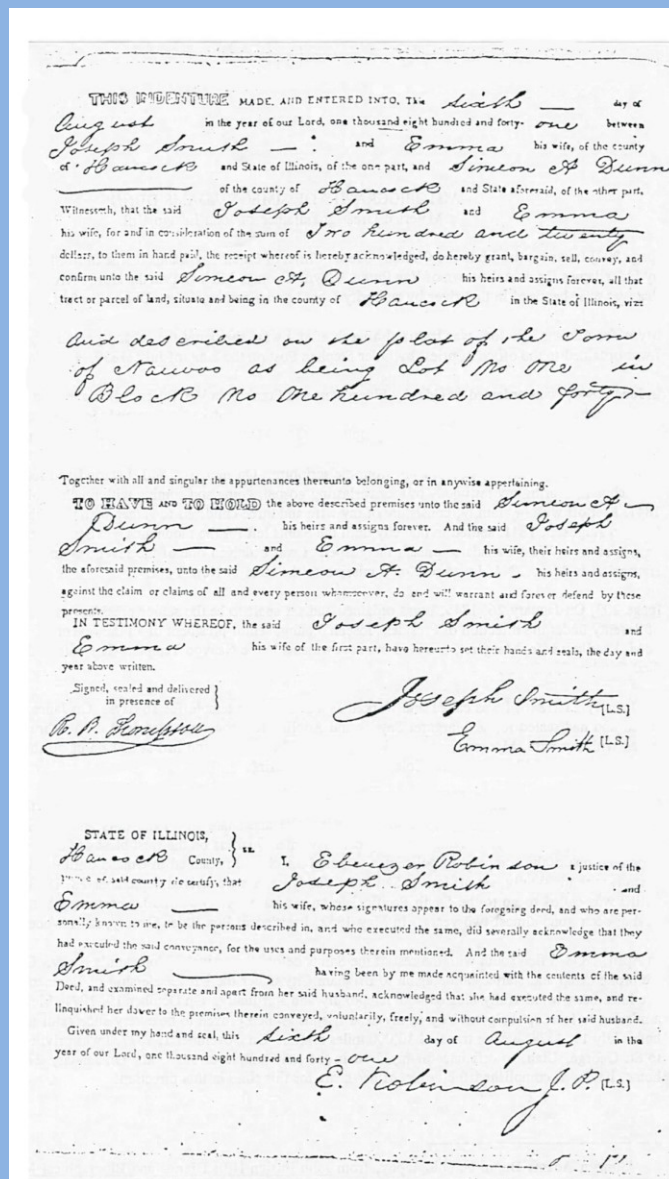 THIS INDENTURE MADE, AND ENTERED INTO, The sixth — day of
August in the year of our Lord, one thousand eight hundred and forty- one between
Joseph Smith — and Emma his wife, of the county
of Hancock and State of Illinois, of the one part, and Simeon A Dunn
of the county of Hancock and State aforesaid, of the other part,
Witnesseth, that the said Joseph Smith and Emma
his wife, for and in consideration of the sum of Two hundred and twenty
dollars, to them in hand paid, the receipt whereof is hereby acknowledged, do hereby grant, bargain, sell, convey, and
confirm unto the said Simeon A. Dunn his heirs and assigns forever, all that
tract or parcel of land, situate and being in the county of Hancock in the State of Illinois, viz:
and described on the plat of the Town
of Nauvoo as being Lot No One in
Block No One hundred and forty —
Together with all and singular the appurtenances thereunto belonging, or in anywise appertaining.
TO HAVE AND TO HOLD the above described premises unto the said Simeon A —
Dunn —. his heirs and assigns forever. And the said Joseph
Smith — and Emma — his wife, their heirs and assigns,
the aforesaid premises, unto the said Simeon A. Dunn - his heirs and assigns,
against the claim or claims of all and every person whomsoever, do and will warrant and forever defend by these
presents.
IN TESTIMONY WHEREOF, the said Joseph Smith and
Emma his wife of the first part, have hereunto set their hands and seals, the day and
year above written.
Signed, sealed and delivered }
in presence of
Joseph Smith [L.S.]
R. B. Thompson
Emma Smith [L.S.]
STATE OF ILLINOIS, } ss.
Hancock County, I, Ebenezer Robinson a justice of the
peace of said county do certify, that Joseph Smith and
Emma — his wife, whose signatures appear to the foregoing deed, and who are per-
sonally known to me, to be the persons described in, and who executed the same, did severally acknowledge that they
had executed the said conveyance, for the uses and purposes therein mentioned. And the said Emma
Smith — having been by me made acquainted with the contents of the said
Deed, and examined separate and apart from her said husband, acknowledged that she had executed the same, and re-
linquished her dower to the premises therein conveyed, voluntarily, freely, and without compulsion of her said husband.
Given under my hand and seal, this sixth day of August in the
year of our Lord, one thousand eight hundred and forty - one
E. Robinson J. P. [L.S.]